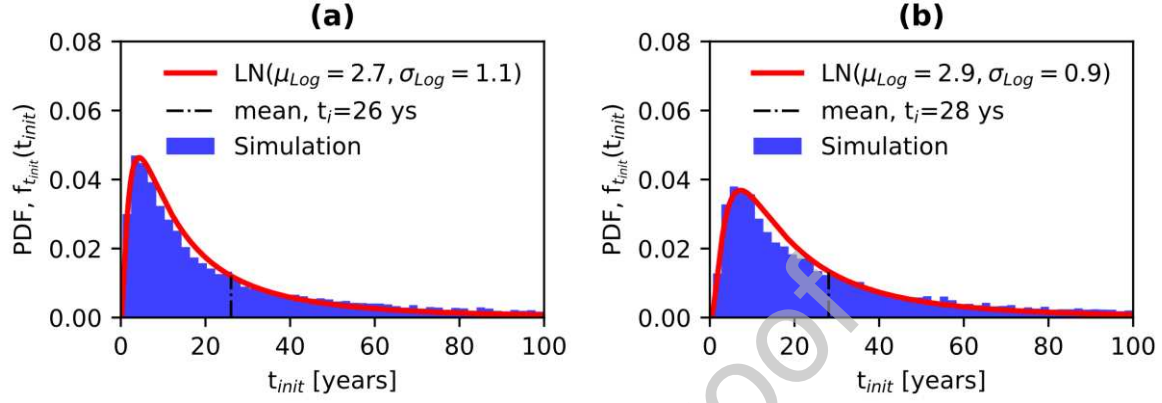 (a)
0.08
0.06
0.04
0.02
0.00
PDF, f_{t_{init}}(t_{init})
LN(μ_{Log} = 2.7, σ_{Log} = 1.1)
mean, t_i=26 ys
Simulation
0 20 40 60 80 100
t_{init} [years]
(b)
0.08
0.06
0.04
0.02
0.00
PDF, f_{t_{init}}(t_{init})
LN(μ_{Log} = 2.9, σ_{Log} = 0.9)
mean, t_i=28 ys
Simulation
0 20 40 60 80 100
t_{init} [years]
oof